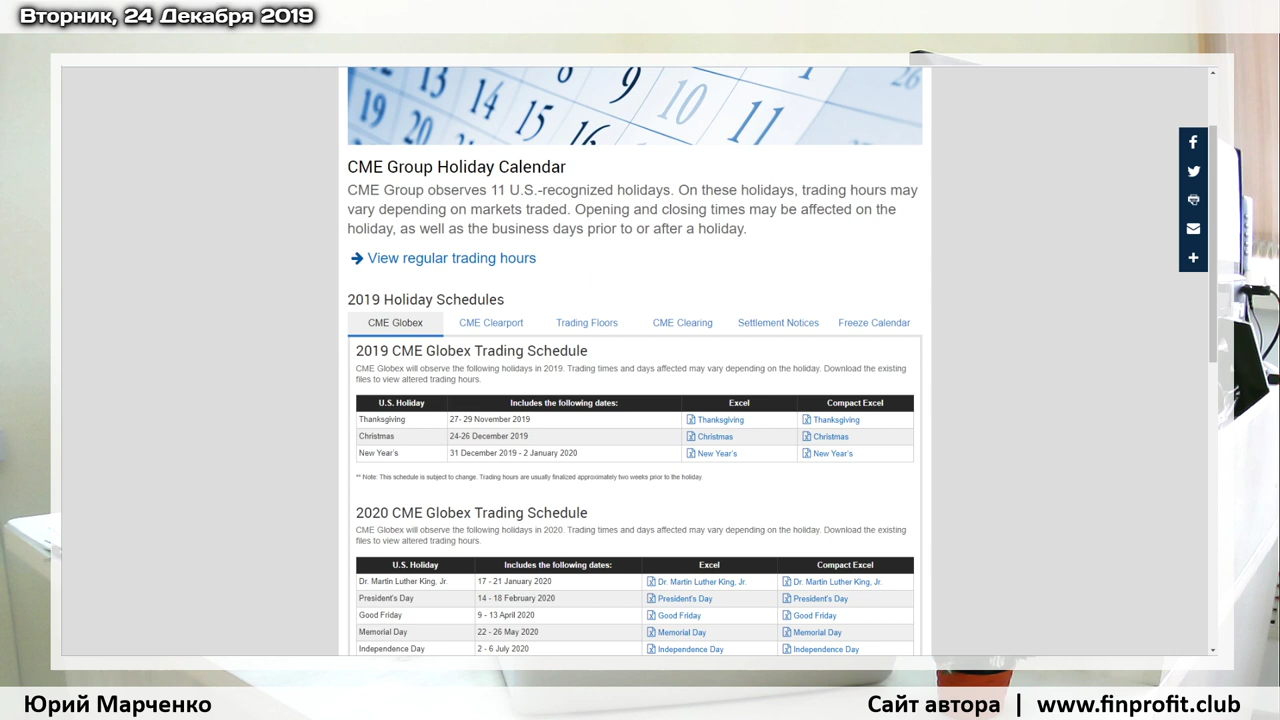 Вторник, 24 Декабря 2019
13 6 9 10 1 26
19 14 15 16 11
20
CME Group Holiday Calendar
CME Group observes 11 U.S.-recognized holidays. On these holidays, trading hours may
vary depending on markets traded. Opening and closing times may be affected on the
holiday, as well as the business days prior to or after a holiday.
View regular trading hours
2019 Holiday Schedules
CME Globex CME Clearport Trading Floors CME Clearing Settlement Notices Freeze Calendar
2019 CME Globex Trading Schedule
CME Globex will observe the following holidays in 2019. Trading times and days affected may vary depending on the holiday. Download the existing
files to view altered trading hours.
U.S. Holiday Includes the following dates: Excel Compact Excel
Thanksgiving 27- 29 November 2019 Thanksgiving Thanksgiving
Christmas 24-26 December 2019 Christmas Christmas
New Year's 31 December 2019 - 2 January 2020 New Year's New Year's
** Note: This schedule is subject to change. Trading hours are usually finalized approximately two weeks prior to the holiday.
2020 CME Globex Trading Schedule
CME Globex will observe the following holidays in 2020. Trading times and days affected may vary depending on the holiday. Download the existing
files to view altered trading hours.
U.S. Holiday Includes the following dates: Excel Compact Excel
Dr. Martin Luther King, Jr. 17 - 21 January 2020 Dr. Martin Luther King, Jr. Dr. Martin Luther King, Jr.
President's Day 14 - 18 February 2020 President's Day President's Day
Good Friday 9 - 13 April 2020 Good Friday Good Friday
Memorial Day 22 - 26 May 2020 Memorial Day Memorial Day
Independence Day 2 - 6 July 2020 Independence Day Independence Day
Юрий Марченко
Сайт автора | www.finprofit.club